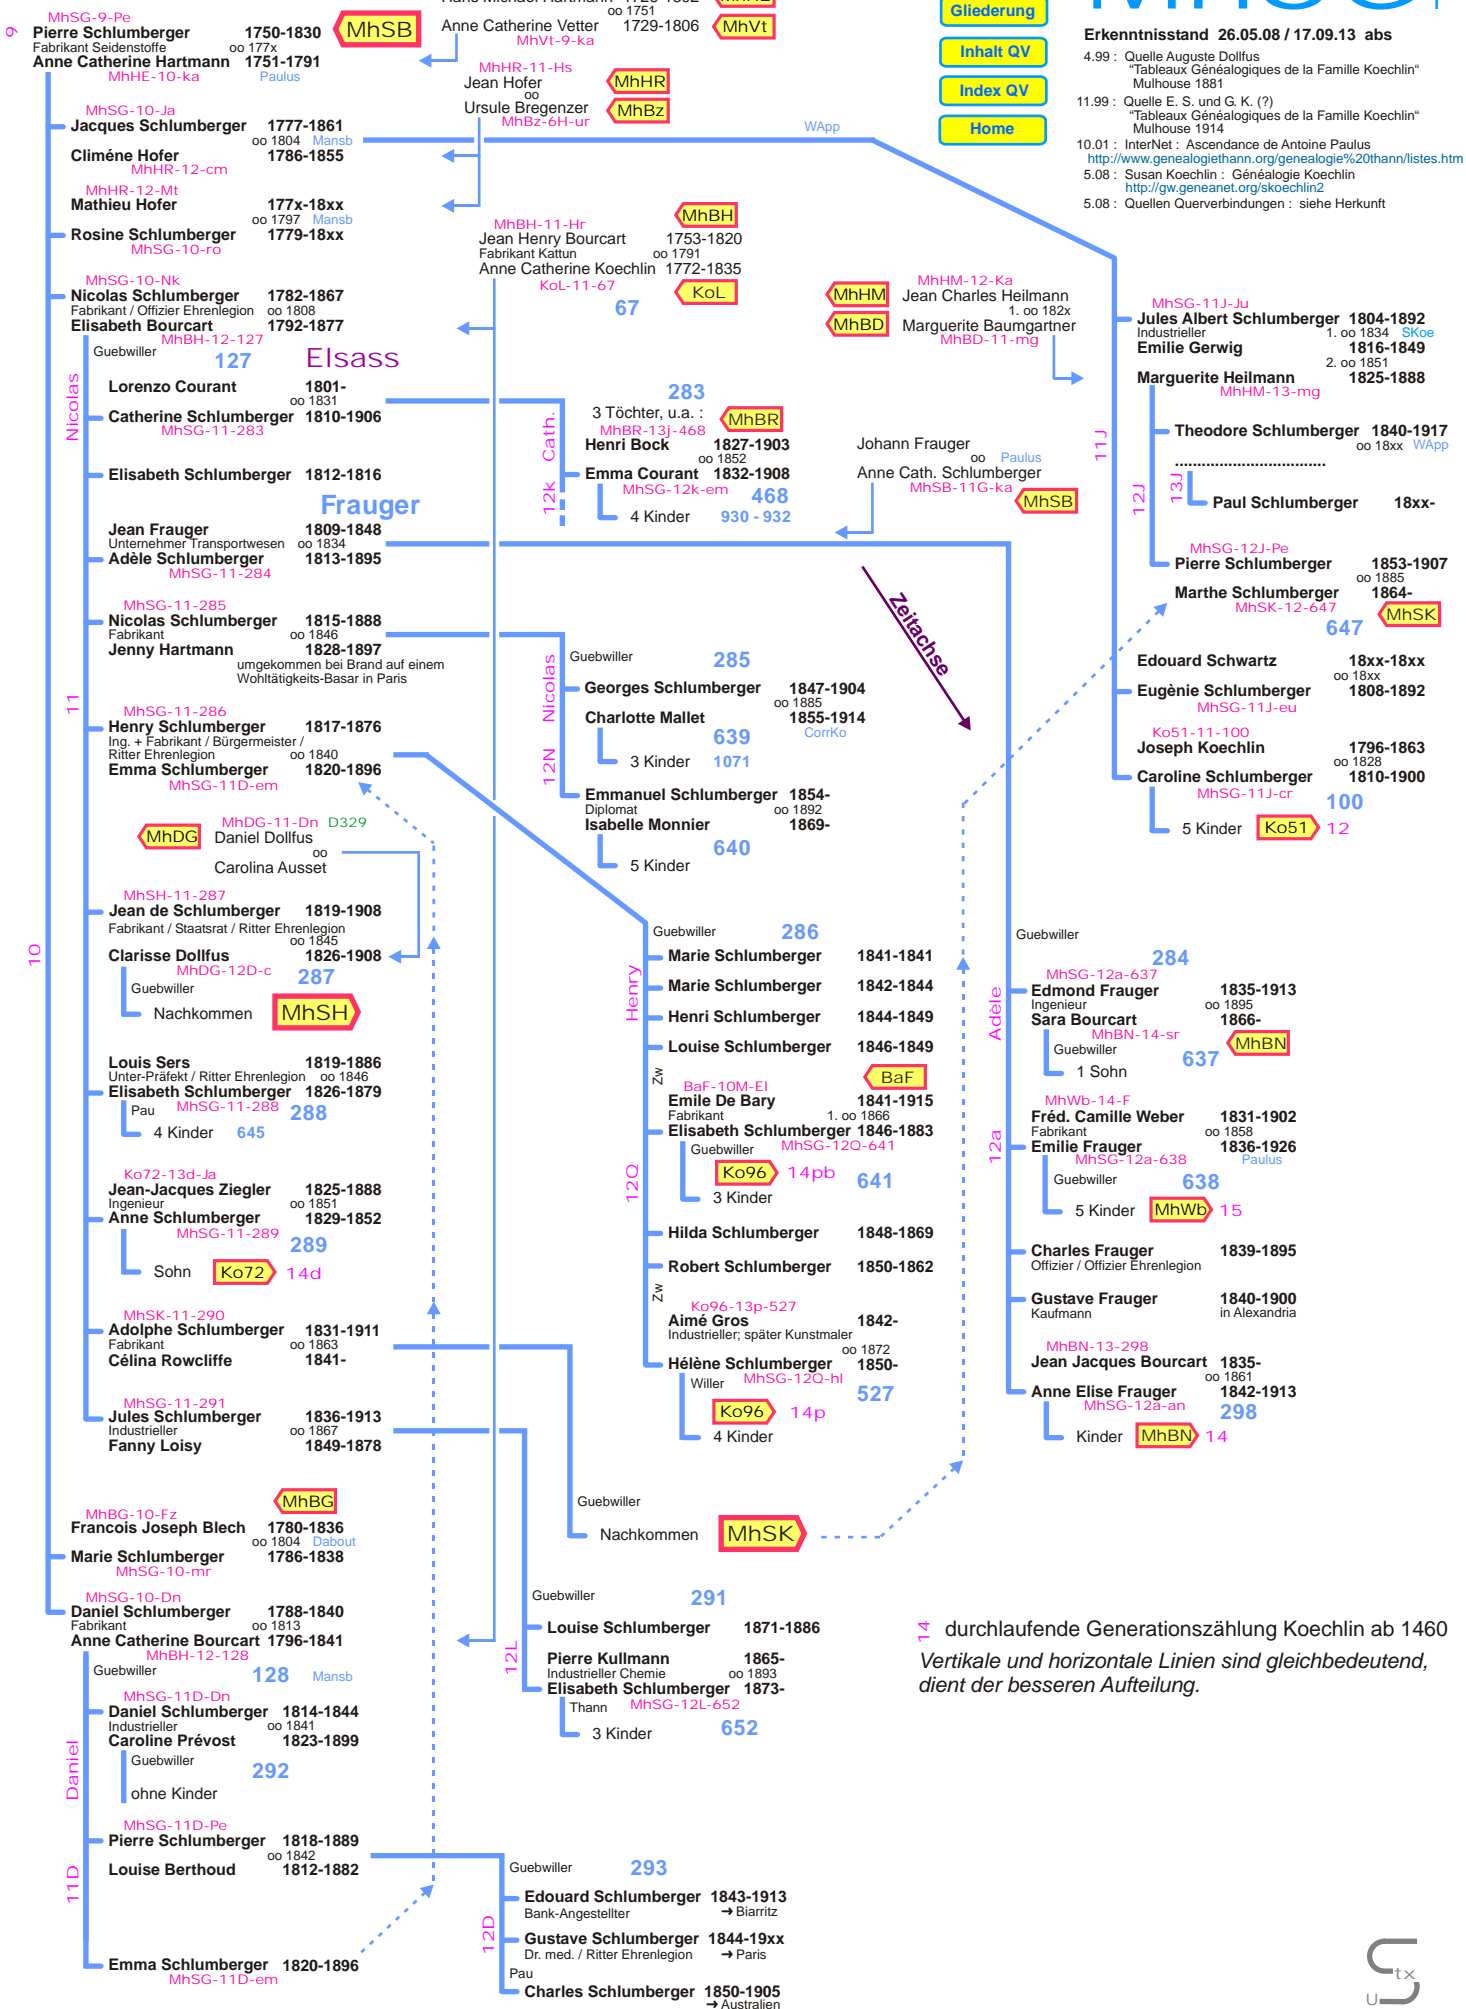 9
MhSG-9-Pe
Pierre Schlumberger 1750-1830
MhSB
Fabrikant Seidenstoffe oo 177x
Anne Catherine Hartmann 1751-1791
MhHE-10-ka Paulus
oo 1751
Anne Catherine Vetter 1729-1806
MhVt
MhVt-9-ka
MhHR-11-Hs
Jean Hofer
MhHR
oo
Ursule Bregenzer
MhBz
MhBz-6H-ur
Gliederung
Inhalt QV
Index QV
Home
Erkenntnisstand 26.05.08 / 17.09.13 abs
4.99 : Quelle Auguste Dollfus
"Tableaux Généalogiques de la Famille Koechlin"
Mulhouse 1881
11.99 : Quelle E. S. und G. K. (?)
"Tableaux Généalogiques de la Famille Koechlin"
Mulhouse 1914
10.01 : InterNet : Ascendance de Antoine Paulus
http://www.genealogiethann.org/genealogie%20thann/listes.htm
5.08 : Susan Koechlin : Généalogie Koechlin
http://gw.geneanet.org/skoechlin2
5.08 : Quellen Querverbindungen : siehe Herkunft
MhSG-10-Ja
Jacques Schlumberger 1777-1861
oo 1804 Mansb
Climéne Hofer 1786-1855
MhHR-12-cm
WApp
MhHR-12-Mt
Mathieu Hofer 177x-18xx
oo 1797 Mansb
Rosine Schlumberger 1779-18xx
MhSG-10-ro
MhBH-11-Hr
MhBH
Jean Henry Bourcart 1753-1820
Fabrikant Kattun oo 1791
Anne Catherine Koechlin 1772-1835
KoL-11-67
KoL
67
MhSG-10-Nk
Nicolas Schlumberger 1782-1867
Fabrikant / Offizier Ehrenlegion oo 1808
Elisabeth Bourcart 1792-1877
MhBH-12-127
Guebwiller
127
Elsass
MhHM-12-Ka
MhHM
Jean Charles Heilmann
1. oo 182x
MhBD
Marguerite Baumgartner
MhBD-11-mg
MhSG-11J-Ju
Jules Albert Schlumberger 1804-1892
Industrieller 1. oo 1834 SKoe
Emilie Gerwig 1816-1849
2. oo 1851
Marguerite Heilmann 1825-1888
MhHM-13-mg
Nicolas
Lorenzo Courant 1801-
oo 1831
Catherine Schlumberger 1810-1906
MhSG-11-283
Elisabeth Schlumberger 1812-1816
283
3 Töchter, u.a. :
MhBR
MhBR-13j-468
Henri Bock 1827-1903
oo 1852
Emma Courant 1832-1908
MhSG-12k-em
468
4 Kinder 930 - 932
12k Cath.
Johann Frauger
oo Paulus
Anne Cath. Schlumberger
MhSB-11G-ka
MhSB
11J
12J
13J
Theodore Schlumberger 1840-1917
oo 18xx WApp
..................................
Paul Schlumberger 18xx-
MhSG-12J-Pe
Pierre Schlumberger 1853-1907
oo 1885
Marthe Schlumberger 1864-
MhSK-12-647
MhSK
647
Edouard Schwartz 18xx-18xx
oo 18xx
Eugènie Schlumberger 1808-1892
MhSG-11J-eu
Ko51-11-100
Joseph Koechlin 1796-1863
oo 1828
Caroline Schlumberger 1810-1900
MhSG-11J-cr
100
5 Kinder Ko51 12
Frauger
Jean Frauger 1809-1848
Unternehmer Transportwesen oo 1834
Adèle Schlumberger 1813-1895
MhSG-11-284
Zeitachse
MhSG-11-285
Nicolas Schlumberger 1815-1888
Fabrikant oo 1846
Jenny Hartmann 1828-1897
umgekommen bei Brand auf einem
Wohltätigkeits-Basar in Paris
12N Nicolas
Guebwiller
285
Georges Schlumberger 1847-1904
oo 1885
Charlotte Mallet 1855-1914
CorrKo
639
3 Kinder 1071
Emmanuel Schlumberger 1854-
Diplomat oo 1892
Isabelle Monnier 1869-
640
5 Kinder
11
MhSG-11-286
Henry Schlumberger 1817-1876
Ing. + Fabrikant / Bürgermeister /
Ritter Ehrenlegion oo 1840
Emma Schlumberger 1820-1896
MhSG-11D-em
MhDG-11-Dn D329
MhDG
Daniel Dollfus
oo
Carolina Ausset
MhSH-11-287
Jean de Schlumberger 1819-1908
Fabrikant / Staatsrat / Ritter Ehrenlegion
oo 1845
Clarisse Dollfus 1826-1908
MhDG-12D-c
287
Guebwiller
Nachkommen MhSH
10
Louis Sers 1819-1886
Unter-Präfekt / Ritter Ehrenlegion oo 1846
Elisabeth Schlumberger 1826-1879
Pau MhSG-11-288
288
4 Kinder 645
Ko72-13d-Ja
Jean-Jacques Ziegler 1825-1888
Ingenieur oo 1851
Anne Schlumberger 1829-1852
MhSG-11-289
289
Sohn Ko72 14d
MhSK-11-290
Adolphe Schlumberger 1831-1911
Fabrikant oo 1863
Célina Rowcliffe 1841-
MhSG-11-291
Jules Schlumberger 1836-1913
Industrieller oo 1867
Fanny Loisy 1849-1878
Henry
12Q
Guebwiller
286
Marie Schlumberger 1841-1841
Marie Schlumberger 1842-1844
Henri Schlumberger 1844-1849
Louise Schlumberger 1846-1849
Zw
BaF
BaF-10M-El
Emile De Bary 1841-1915
Fabrikant 1. oo 1866
Elisabeth Schlumberger 1846-1883
MhSG-12Q-641
Guebwiller
Ko96 14pb
641
3 Kinder
Hilda Schlumberger 1848-1869
Robert Schlumberger 1850-1862
Zw
Ko96-13p-527
Aimé Gros 1842-
Industrieller; später Kunstmaler
oo 1872
Hélène Schlumberger 1850-
MhSG-12Q-hl
Willer
527
Ko96 14p
4 Kinder
Adèle
12a
Guebwiller
284
MhSG-12a-637
Edmond Frauger 1835-1913
Ingenieur oo 1895
Sara Bourcart 1866-
MhBN-14-sr
MhBN
Guebwiller
637
1 Sohn
MhWb-14-F
Fréd. Camille Weber 1831-1902
Fabrikant oo 1858
Emilie Frauger 1836-1926
MhSG-12a-638 Paulus
Guebwiller
638
5 Kinder MhWb 15
Charles Frauger 1839-1895
Offizier / Offizier Ehrenlegion
Gustave Frauger 1840-1900
Kaufmann in Alexandria
MhBN-13-298
Jean Jacques Bourcart 1835-
oo 1861
Anne Elise Frauger 1842-1913
MhSG-12a-an
298
Kinder MhBN 14
Guebwiller
Nachkommen MhSK
MhBG
MhBG-10-Fz
Francois Joseph Blech 1780-1836
oo 1804 Dabout
Marie Schlumberger 1786-1838
MhSG-10-mr
MhSG-10-Dn
Daniel Schlumberger 1788-1840
Fabrikant oo 1813
Anne Catherine Bourcart 1796-1841
MhBH-12-128
Guebwiller
128 Mansb
12L
Guebwiller
291
Louise Schlumberger 1871-1886
Pierre Kullmann 1865-
Industrieller Chemie oo 1893
Elisabeth Schlumberger 1873-
Thann MhSG-12L-652
652
3 Kinder
14 durchlaufende Generationszählung Koechlin ab 1460
Vertikale und horizontale Linien sind gleichbedeutend,
dient der besseren Aufteilung.
Daniel
11D
MhSG-11D-Dn
Daniel Schlumberger 1814-1844
Industrieller oo 1841
Caroline Prévost 1823-1899
Guebwiller
292
ohne Kinder
MhSG-11D-Pe
Pierre Schlumberger 1818-1889
oo 1842
Louise Berthoud 1812-1882
Emma Schlumberger 1820-1896
MhSG-11D-em
12D
Guebwiller
293
Edouard Schlumberger 1843-1913
Bank-Angestellter ➜ Biarritz
Gustave Schlumberger 1844-19xx
Dr. med. / Ritter Ehrenlegion ➜ Paris
Pau
Charles Schlumberger 1850-1905
➜ Australien
tx
U